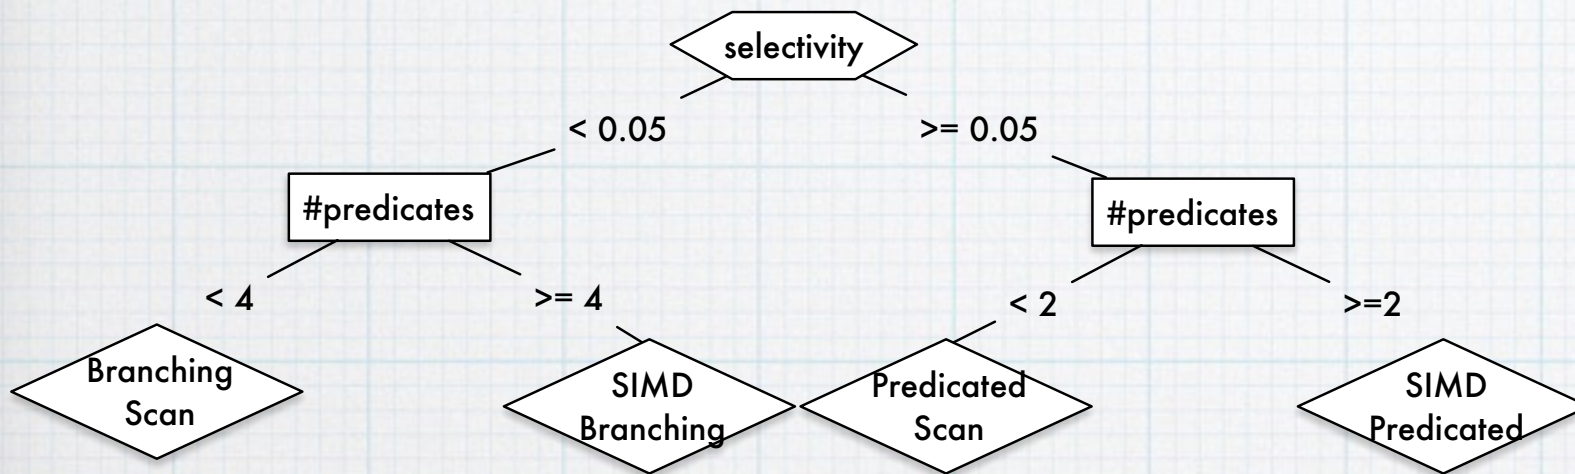 selectivity
< 0.05
>= 0.05
#predicates
#predicates
< 4
>= 4
< 2
>=2
Branching
Scan
SIMD
Branching
Predicated
Scan
SIMD
Predicated